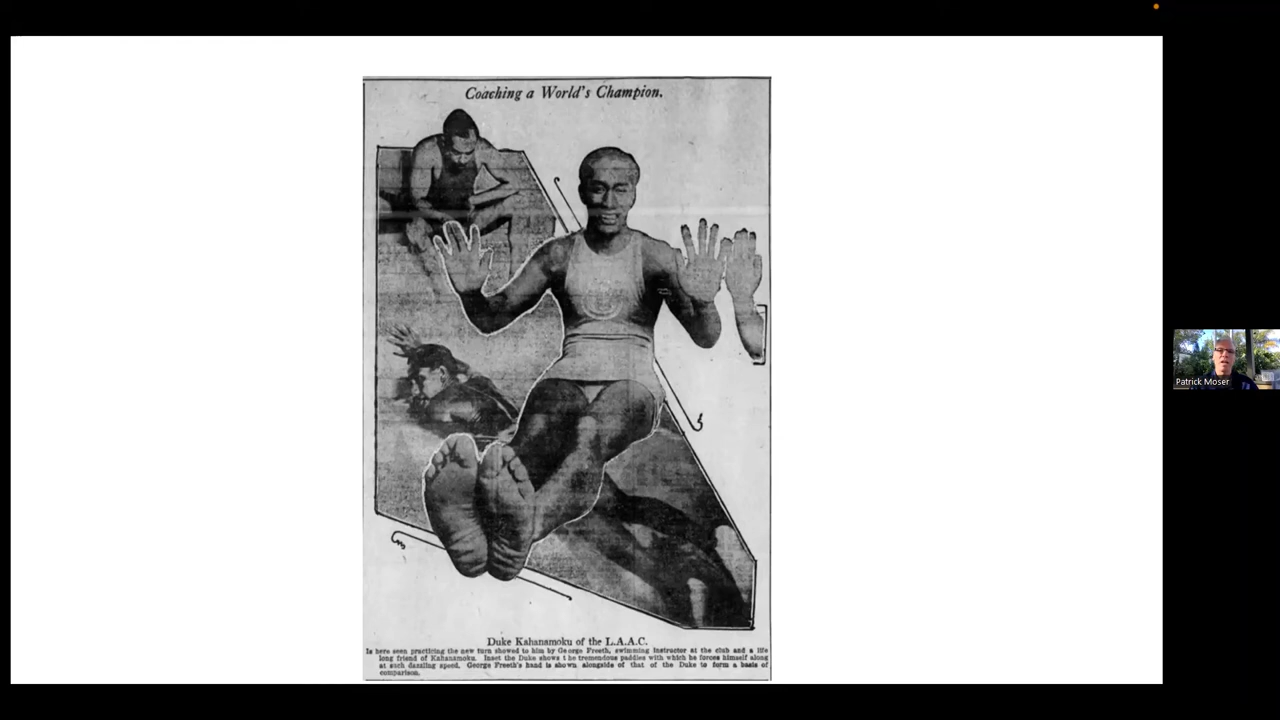 Coaching a World's Champion.
Duke Kahanamoku of the L.A.A.C.
Is here seen practicing the new turn showed to him by George Freeth, swimming instructor at the club and a life
long friend of Kahanamoku. Inset the Duke shows the tremendous paddles with which he forces himself along
at such dazzling speed. George Freeth's hand is shown alongside of that of the Duke to form a basis of
comparison.
Patrick Moser